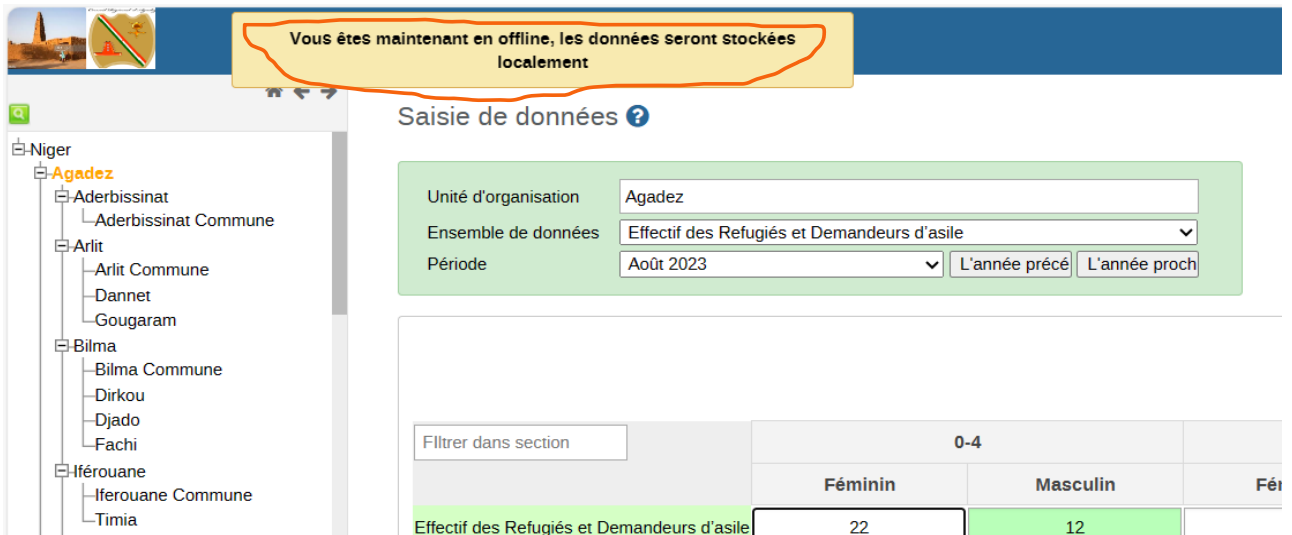 Vous êtes maintenant en offline, les données seront stockées
localement
Saisie de données
Niger
Agadez
Aderbissinat
Aderbissinat Commune
Arlit
Arlit Commune
Dannet
Gougaram
Bilma
Bilma Commune
Dirkou
Djado
Fachi
Iférouane
Iferouane Commune
Timia
Unité d'organisation Agadez
Ensemble de données Effectif des Refugiés et Demandeurs d'asile
Période Août 2023 L'année précé L'année proch
FIltrer dans section 0-4
Féminin Masculin Fé
Effectif des Refugiés et Demandeurs d'asile 22 12